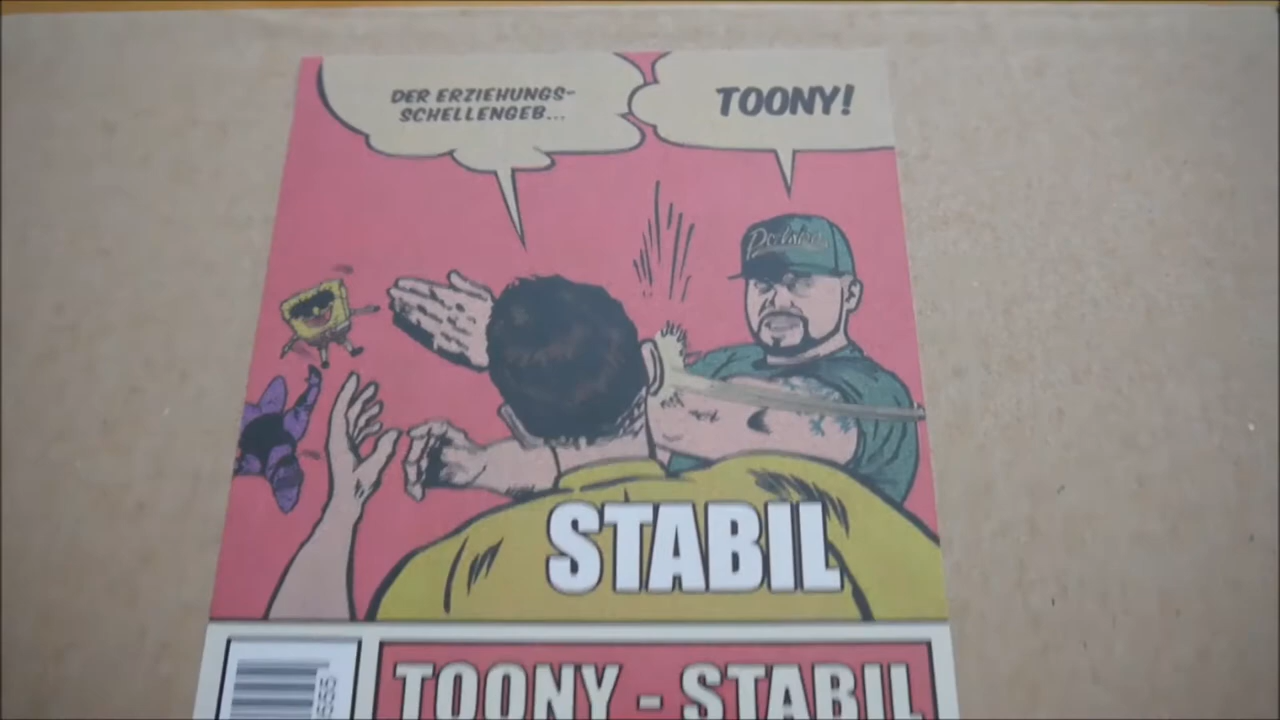 DER ERZIEHUNGS-
SCHELLENGEB...
TOONY!
STABIL
TOONY - STABIL